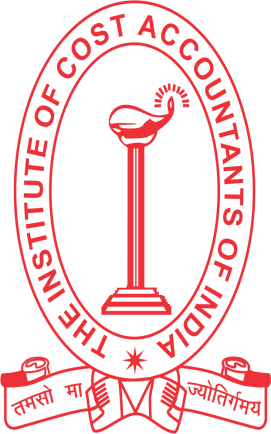 THE INSTITUTE OF COST ACCOUNTANTS OF INDIA
तमसो मा ज्योतिर्गमय